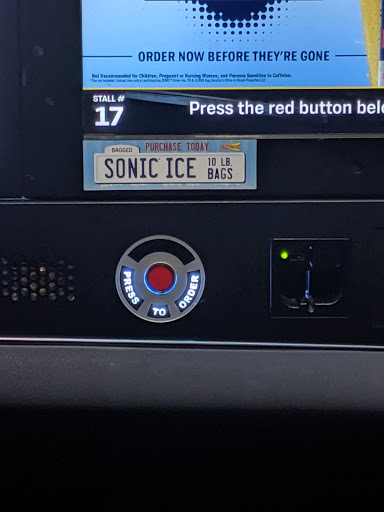 ORDER NOW BEFORE THEY'RE GONE
Not Recommended for Children, Pregnant or Nursing Women, and Persons Sensitive to Caffeine.
STALL #
17
Press the red button belo
BAGGED
PURCHASE TODAY
SONIC
SONIC ICE
10 LB.
BAGS
PRESS
TO
ORDER